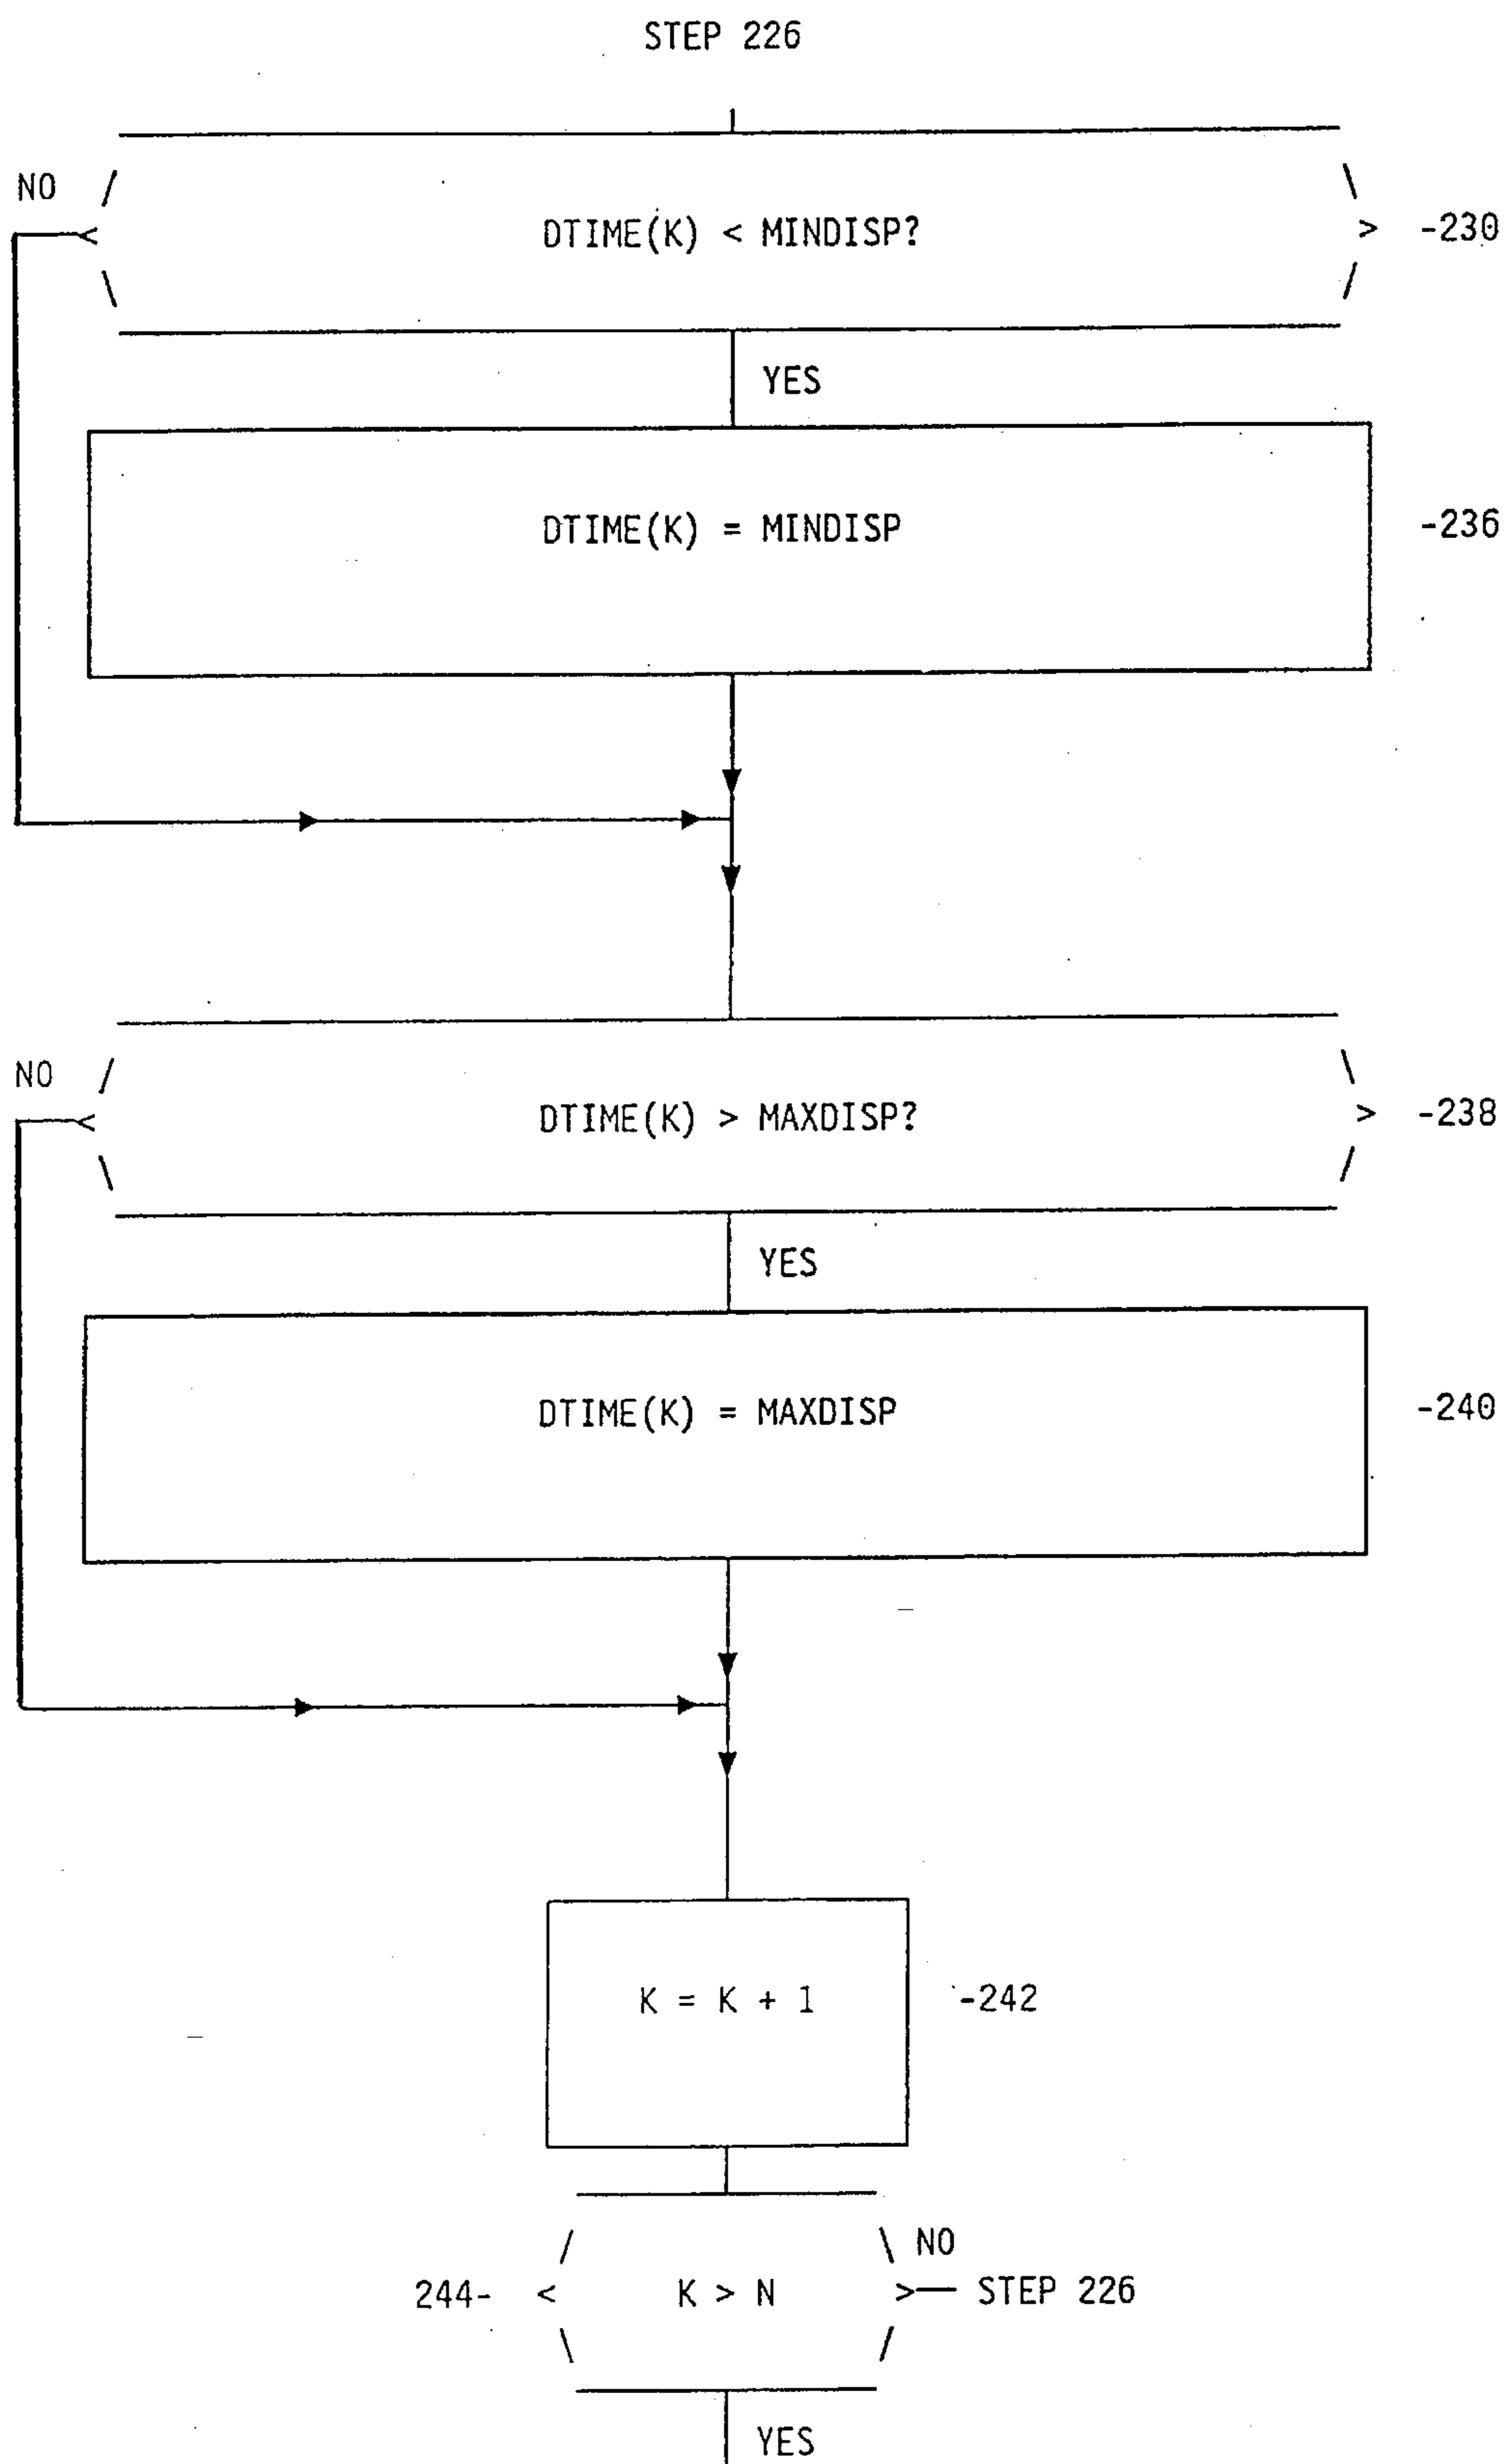 STEP 226
NO
DTIME(K) < MINDISP?
-230
YES
DTIME(K) = MINDISP
-236
NO
DTIME(K) > MAXDISP?
-238
YES
DTIME(K) = MAXDISP
-240
K = K + 1
-242
NO
244-
K > N
STEP 226
YES